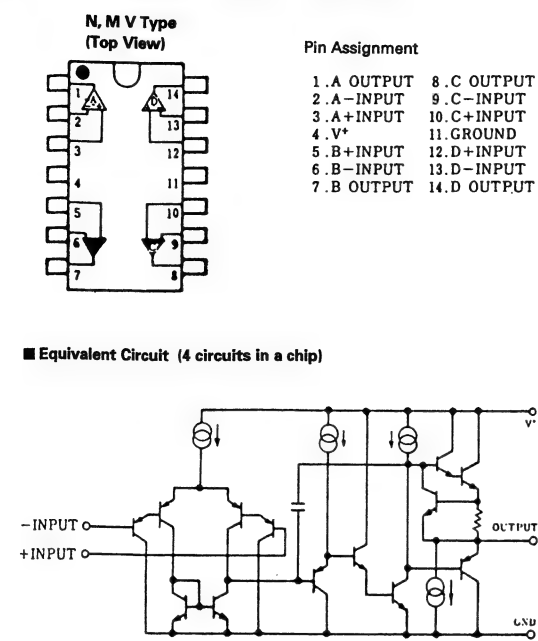 N, M V Type
(Top View)
Pin Assignment
1.A OUTPUT 8.C OUTPUT
2.A-INPUT 9.C-INPUT
3.A+INPUT 10.C+INPUT
4.V+ 11.GROUND
5.B+INPUT 12.D+INPUT
6.B-INPUT 13.D-INPUT
7.B OUTPUT 14.D OUTPUT
1 A D 14
2 13
3 12
4 11
5 10
6 C 9
7 8
■ Equivalent Circuit (4 circuits in a chip)
V+
-INPUT
OUTPUT
+INPUT
GND